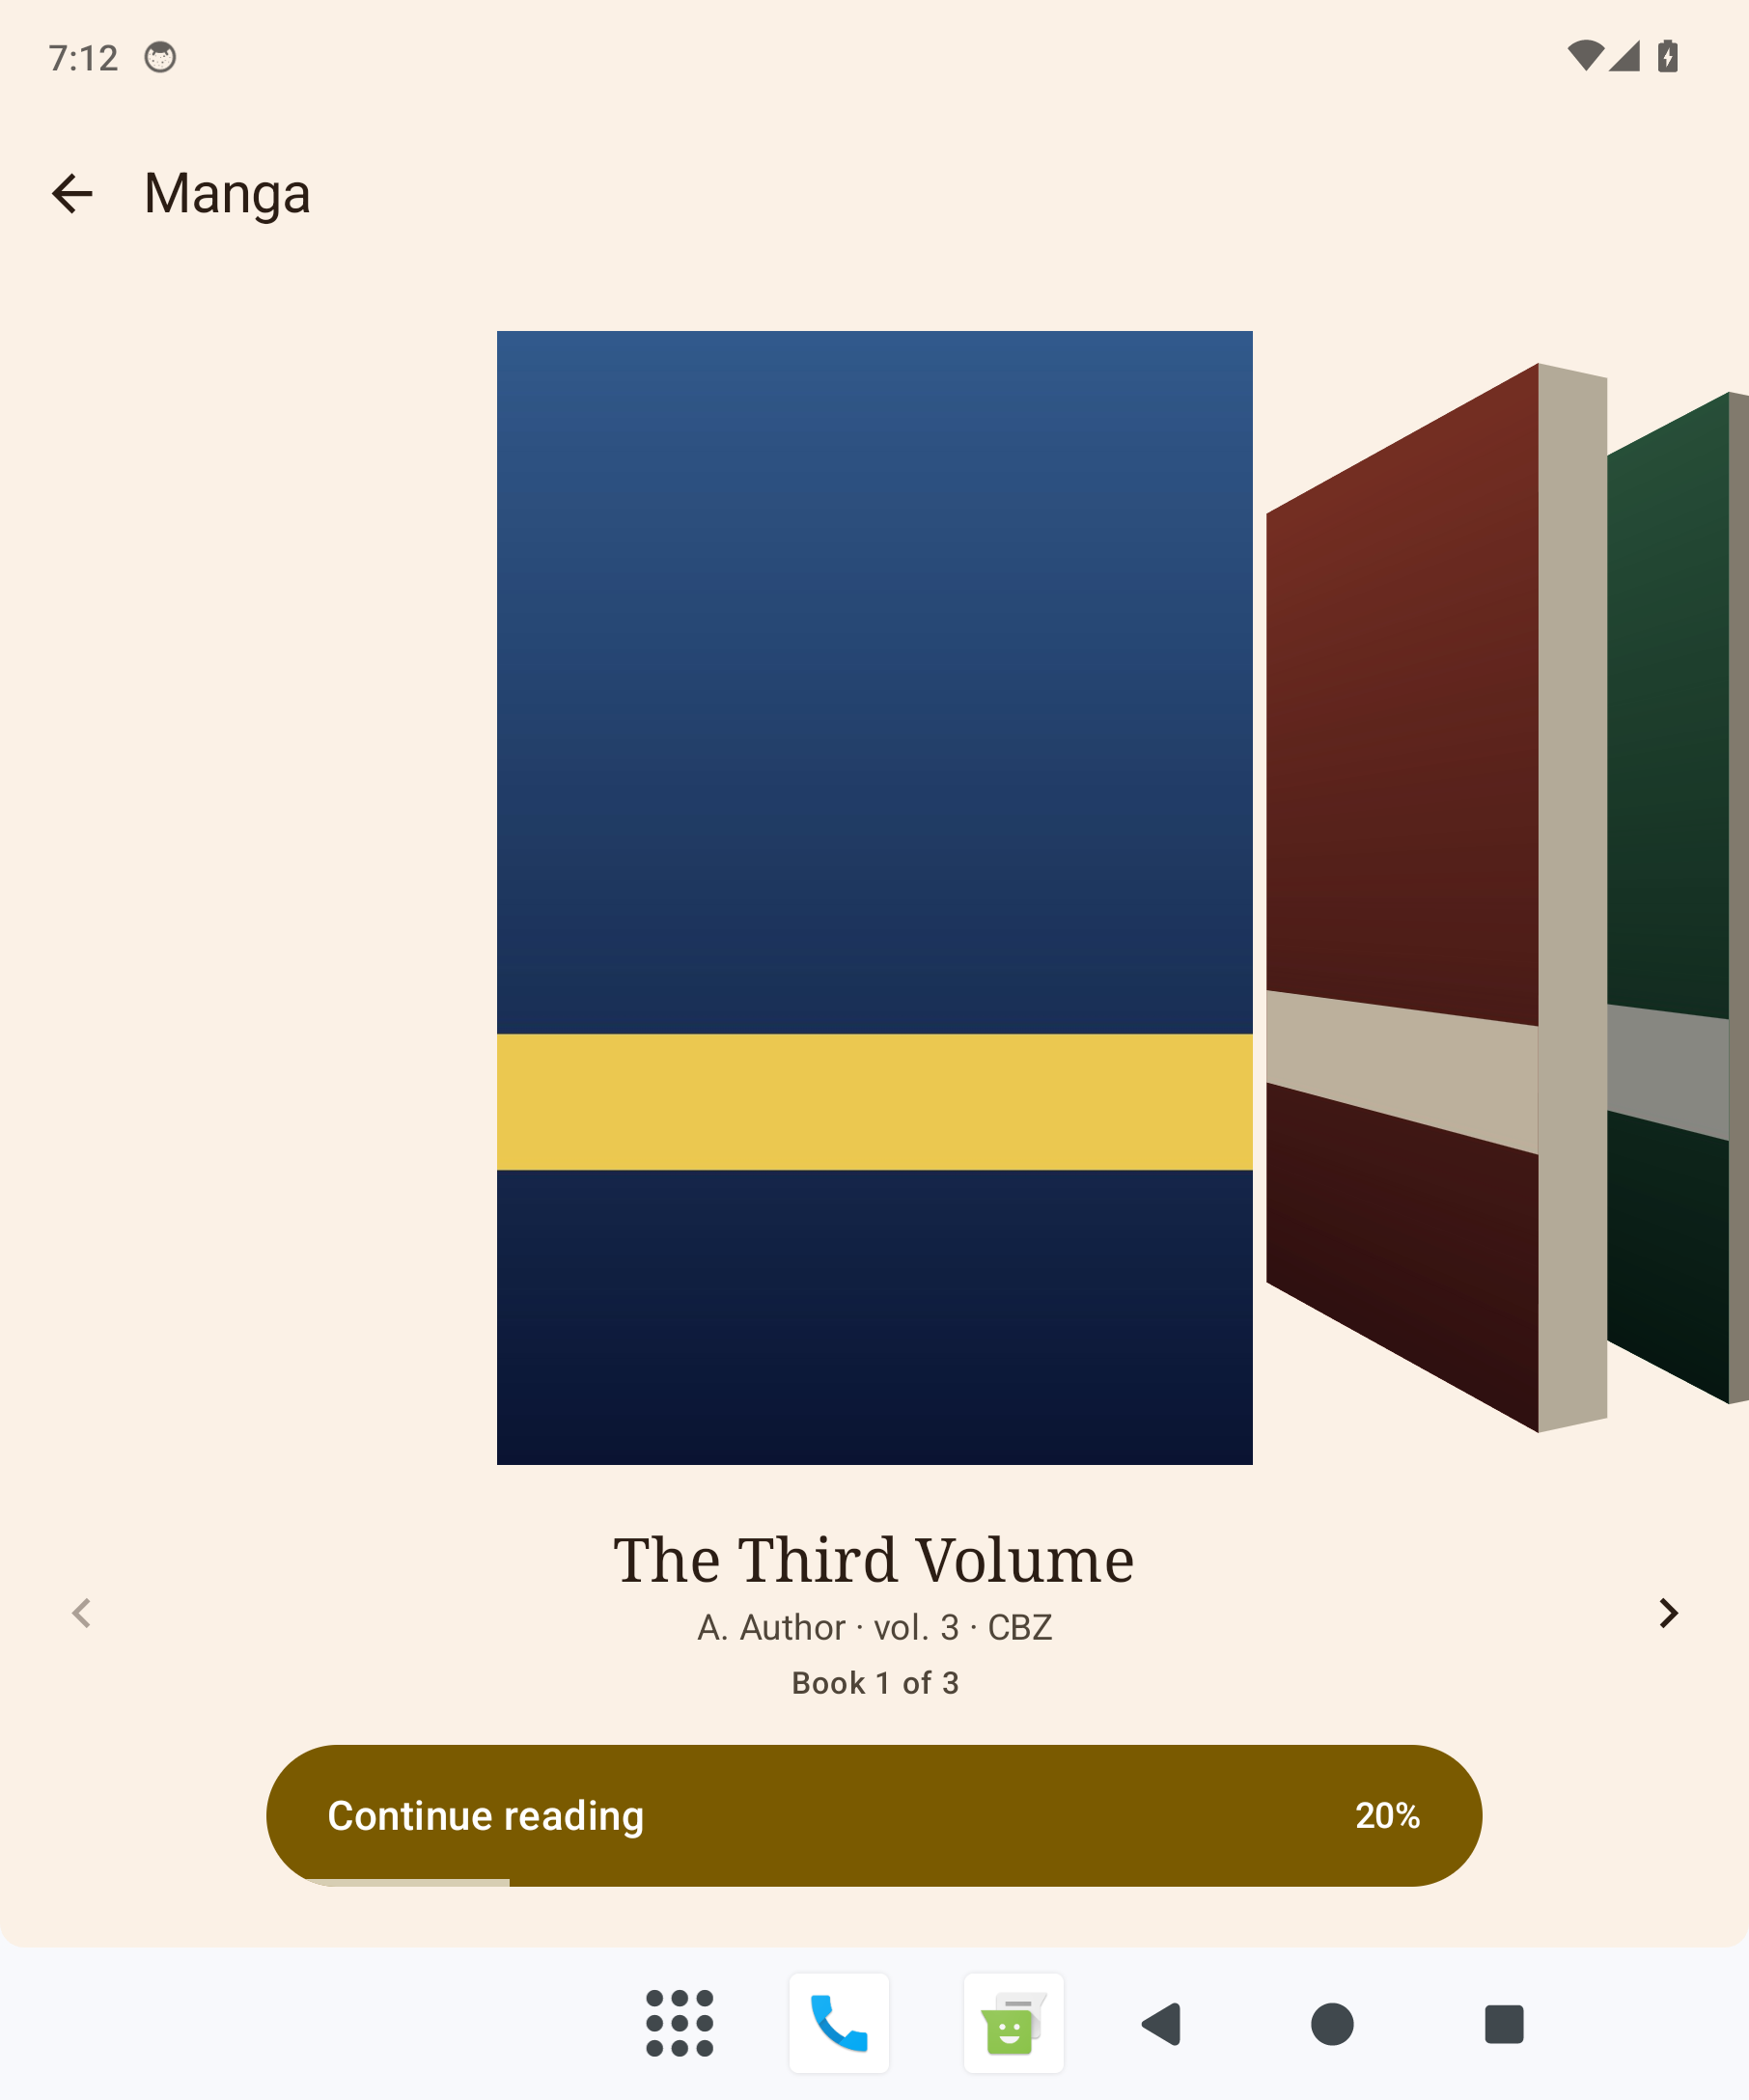 7:12
Manga
The Third Volume
A. Author · vol. 3 · CBZ
Book 1 of 3
Continue reading 20%